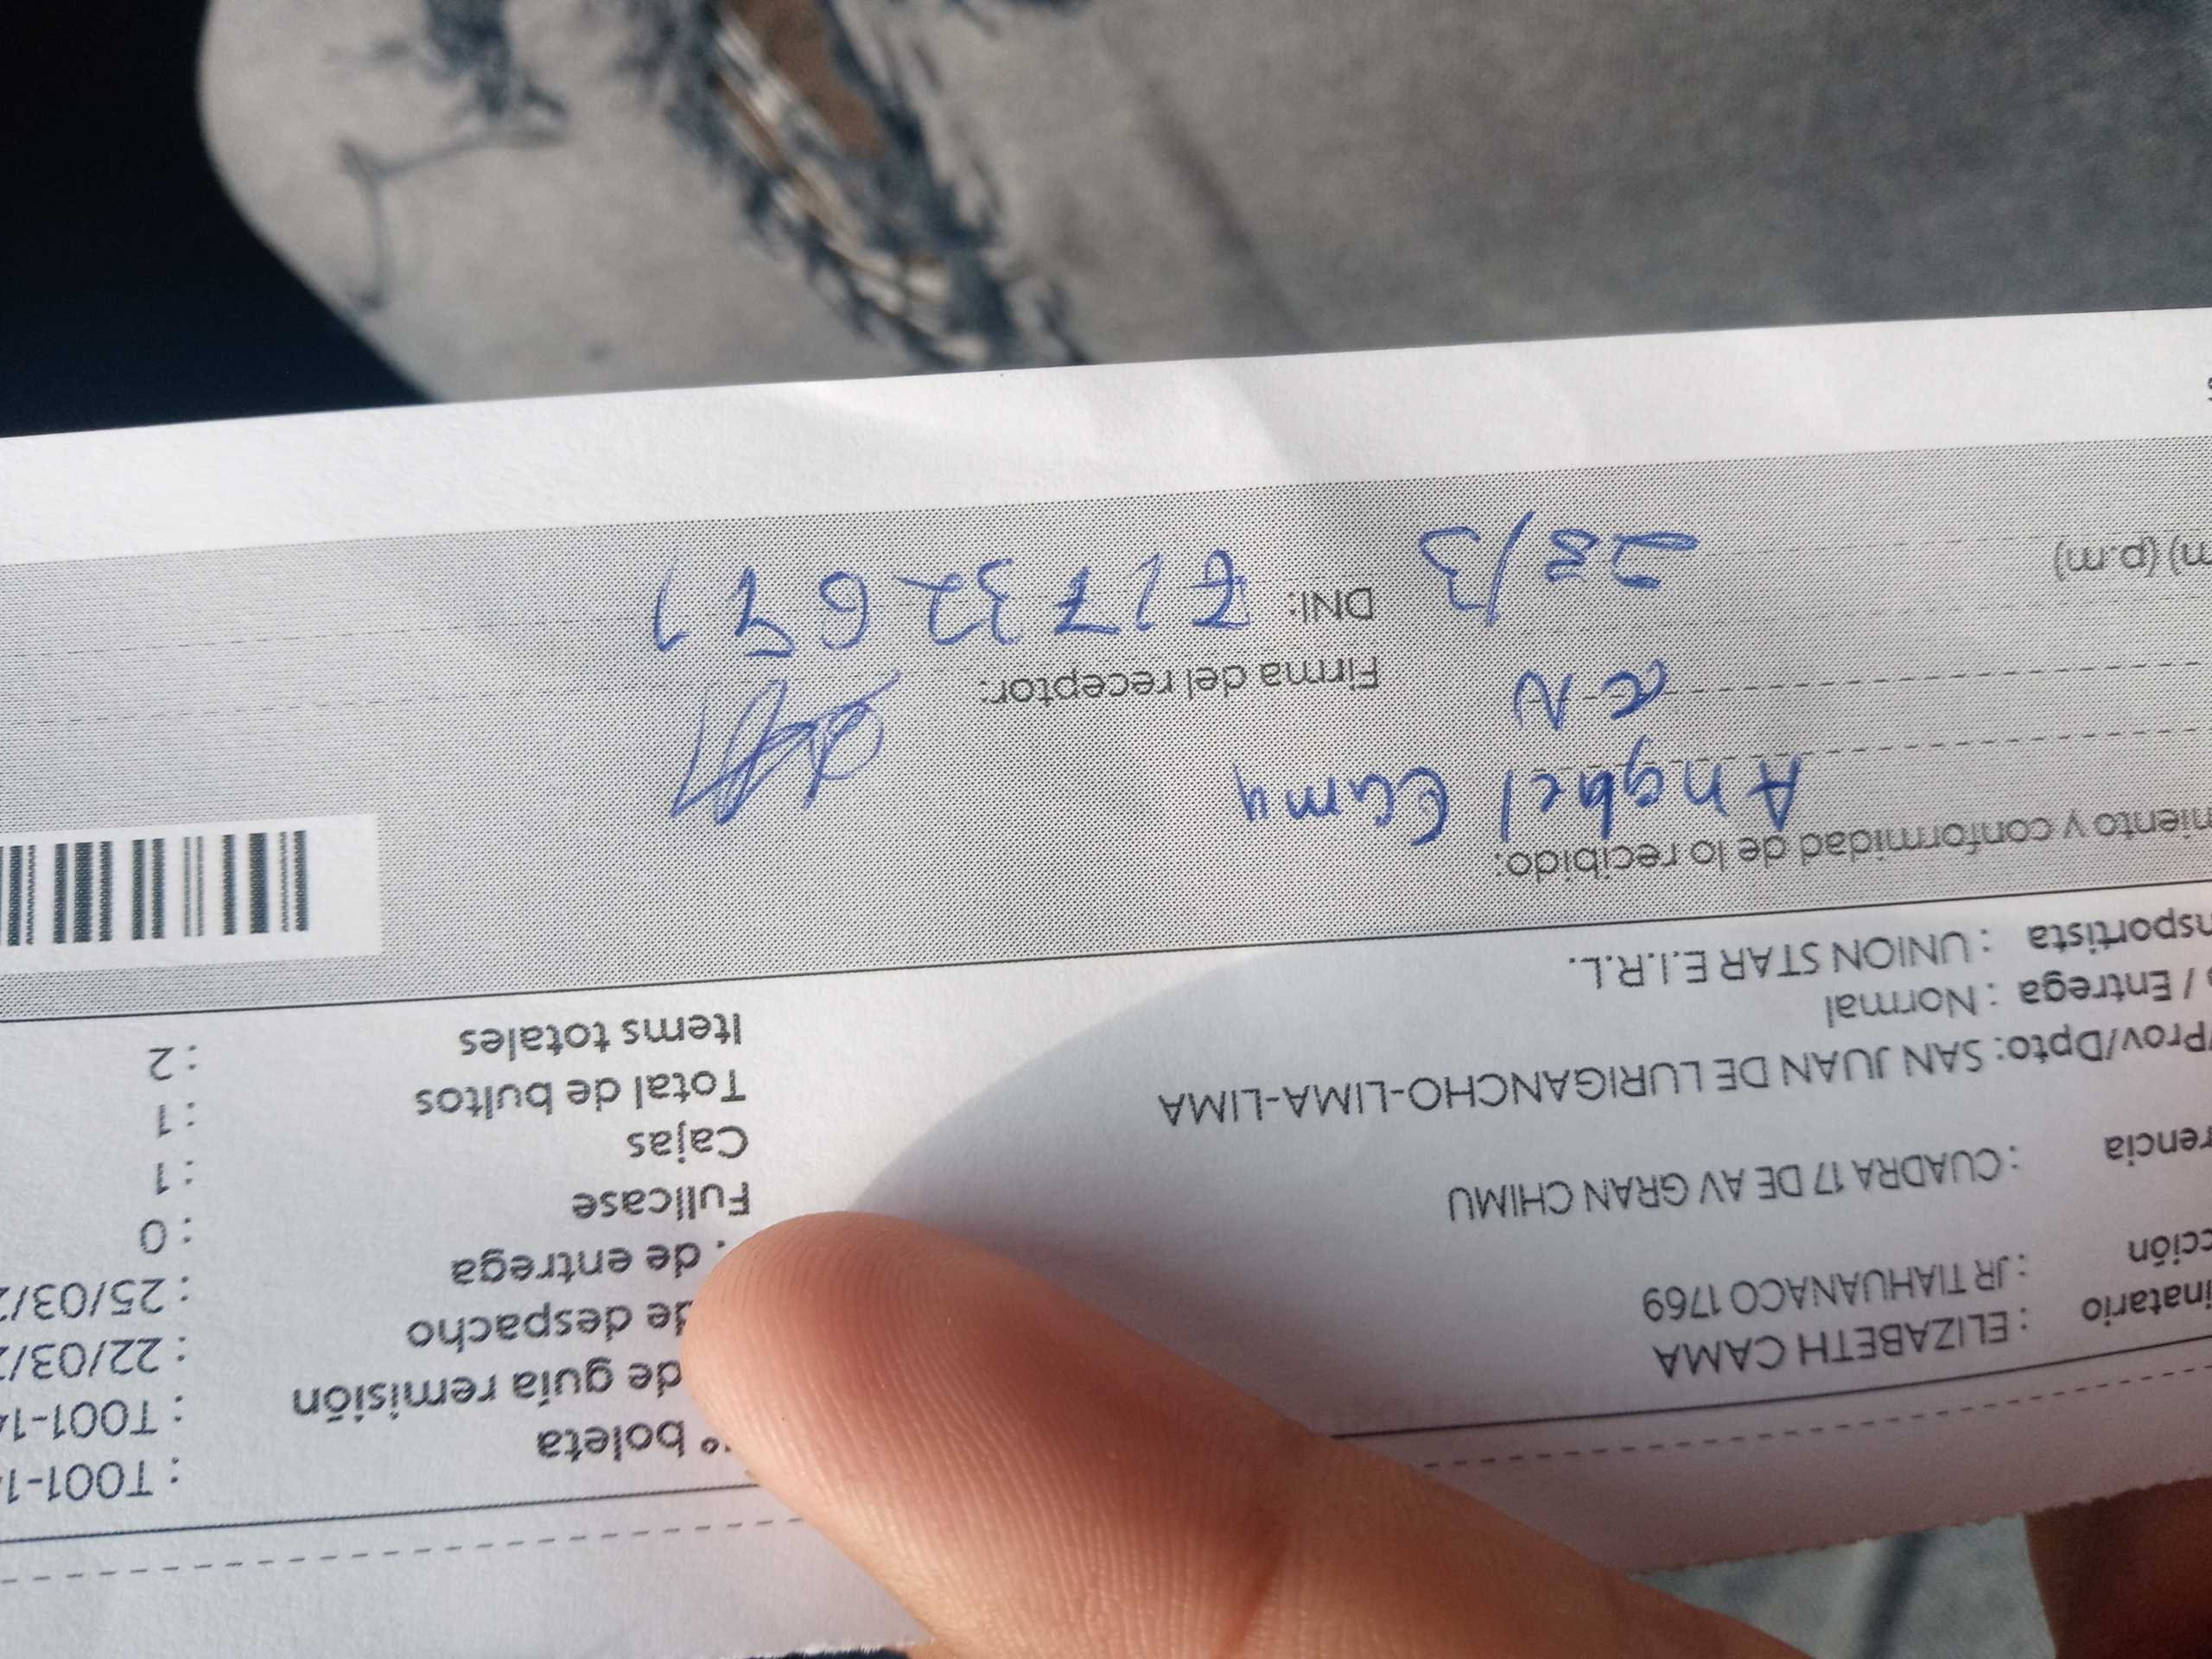 ° boleta : T001-1
de guía remisión : T001-14
de despacho : 22/03/2
. de entrega : 25/03/2
Fullcase : 0
Cajas : 1
Total de bultos : 1
Items totales : 2
inatario : ELIZABETH CAMA
cción : JR TIAHUANACO 1769
rencia : CUADRA 17 DE AV GRAN CHIMU
/Prov/Dpto: SAN JUAN DE LURIGANCHO-LIMA-LIMA
/ Entrega : Normal
nsportista : UNION STAR E.I.R.L.
miento y conformidad de lo recibido:
Cama
Firma del receptor:
DNI:
28/3
m) (p.m)